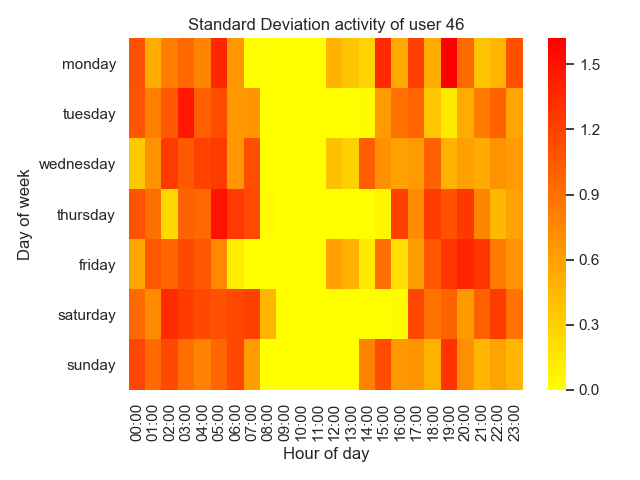 Standard Deviation activity of user 46
Day of week
monday
tuesday
wednesday
thursday
friday
saturday
sunday
00:00 01:00 02:00 03:00 04:00 05:00 06:00 07:00 08:00 09:00 10:00 11:00 12:00 13:00 14:00 15:00 16:00 17:00 18:00 19:00 20:00 21:00 22:00 23:00
Hour of day
1.5
1.2
0.9
0.6
0.3
0.0